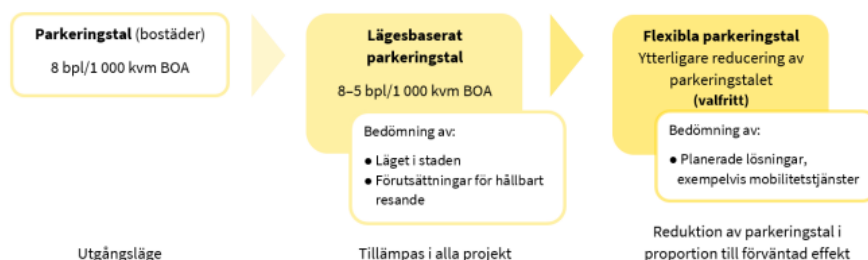 Parkeringstal (bostäder)
8 bpl/1 000 kvm BOA
Utgångsläge
Lägesbaserat
parkeringstal
8–5 bpl/1 000 kvm BOA
Bedömning av:
● Läget i staden
● Förutsättningar för hållbart
resande
Tillämpas i alla projekt
Flexibla parkeringstal
Ytterligare reducering av
parkeringstalet
(valfritt)
Bedömning av:
● Planerade lösningar,
exempelvis mobilitetstjänster
Reduktion av parkeringstal i
proportion till förväntad effekt